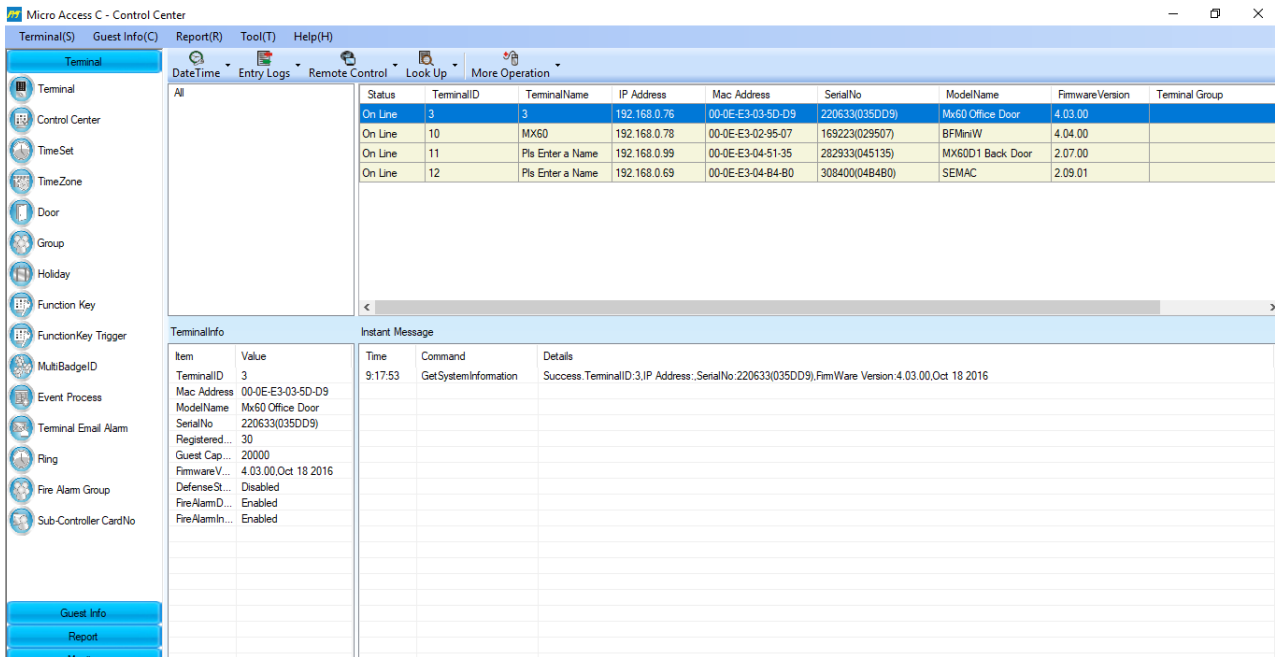 Micro Access C - Control Center
Terminal(S) Guest Info(C) Report(R) Tool(T) Help(H)
Terminal
Terminal
Control Center
TimeSet
TimeZone
Door
Group
Holiday
Function Key
FunctionKey Trigger
MultiBadgeID
Event Process
Terminal Email Alarm
Ring
Fire Alarm Group
Sub-Controller CardNo
Guest Info
Report
DateTime Entry Logs Remote Control Look Up More Operation
All
Status TerminalID TerminalName IP Address Mac Address SerialNo ModelName FirmwareVersion Terminal Group
On Line 3 3 192.168.0.76 00-0E-E3-03-5D-D9 220633(035DD9) Mx60 Office Door 4.03.00
On Line 10 MX60 192.168.0.78 00-0E-E3-02-95-07 169223(029507) BFMiniW 4.04.00
On Line 11 Pls Enter a Name 192.168.0.99 00-0E-E3-04-51-35 282933(045135) MX60D1 Back Door 2.07.00
On Line 12 Pls Enter a Name 192.168.0.69 00-0E-E3-04-B4-B0 308400(04B4B0) SEMAC 2.09.01
TerminalInfo
Item Value
TerminalID 3
Mac Address 00-0E-E3-03-5D-D9
ModelName Mx60 Office Door
SerialNo 220633(035DD9)
Registered... 30
Guest Cap... 20000
FirmwareV... 4.03.00,Oct 18 2016
DefenseSt... Disabled
FireAlarmD... Enabled
FireAlarmIn... Enabled
Instant Message
Time Command Details
9:17:53 GetSystemInformation Success.TerminalID:3,IP Address:,SerialNo:220633(035DD9),FirmWare Version:4.03.00,Oct 18 2016